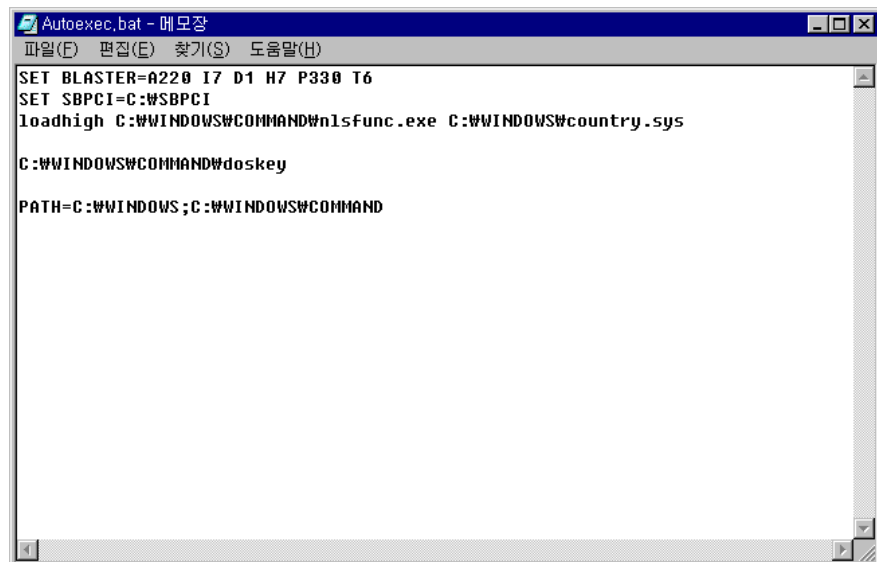 Autoexec.bat - 메모장
파일(F) 편집(E) 찾기(S) 도움말(H)
SET BLASTER=A220 I7 D1 H7 P330 T6
SET SBPCI=C:₩SBPCI
loadhigh C:₩WINDOWS₩COMMAND₩nlsfunc.exe C:₩WINDOWS₩country.sys
C:₩WINDOWS₩COMMAND₩doskey
PATH=C:₩WINDOWS;C:₩WINDOWS₩COMMAND